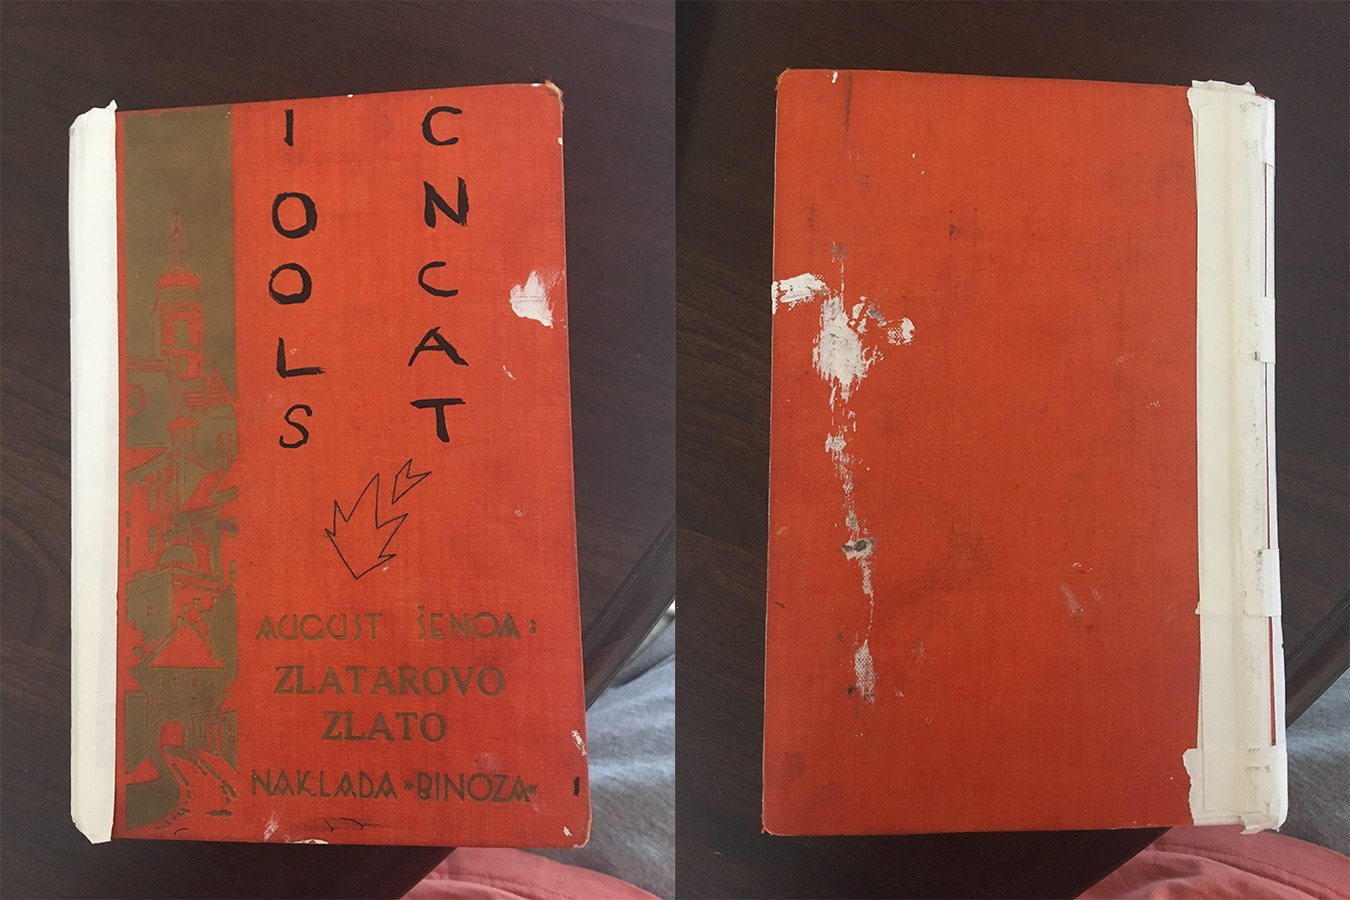 I C
O N
O C
L A
S T
AUGUST ŠENOA:
ZLATAROVO
ZLATO
NAKLADA »BINOZA«